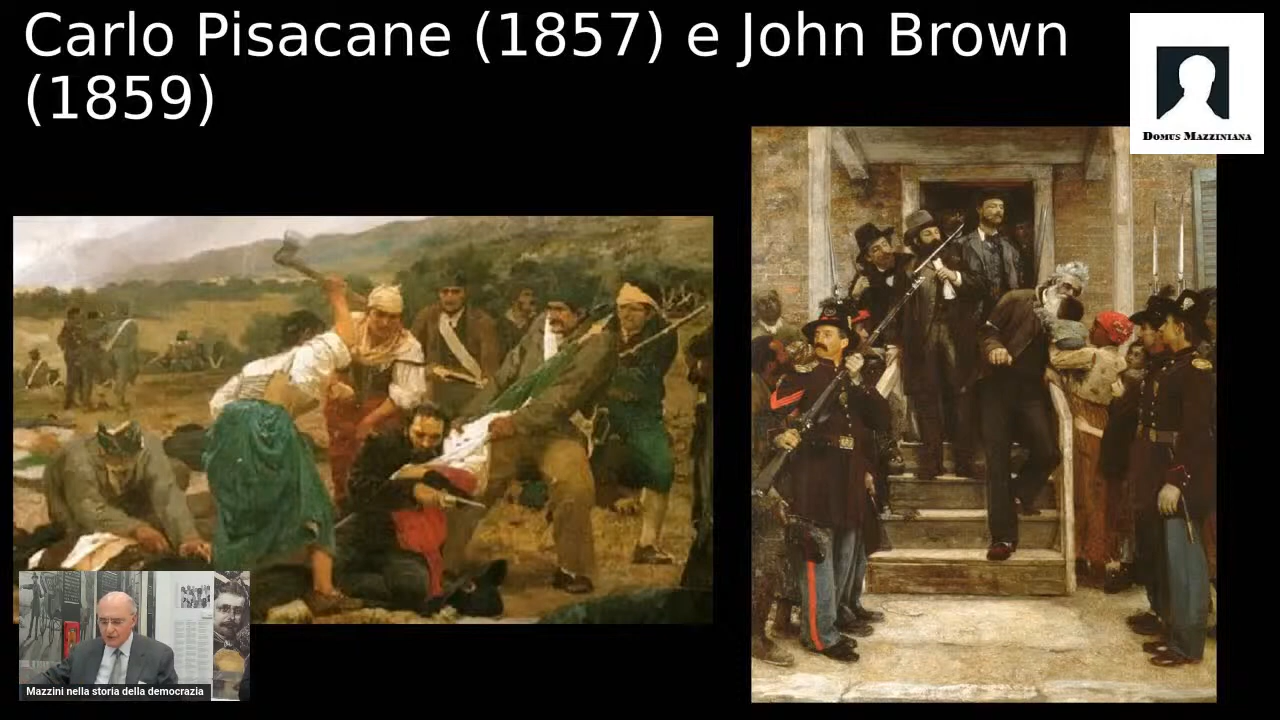 Carlo Pisacane (1857) e John Brown
(1859)
Domus Mazziniana
Mazzini nella storia della democrazia